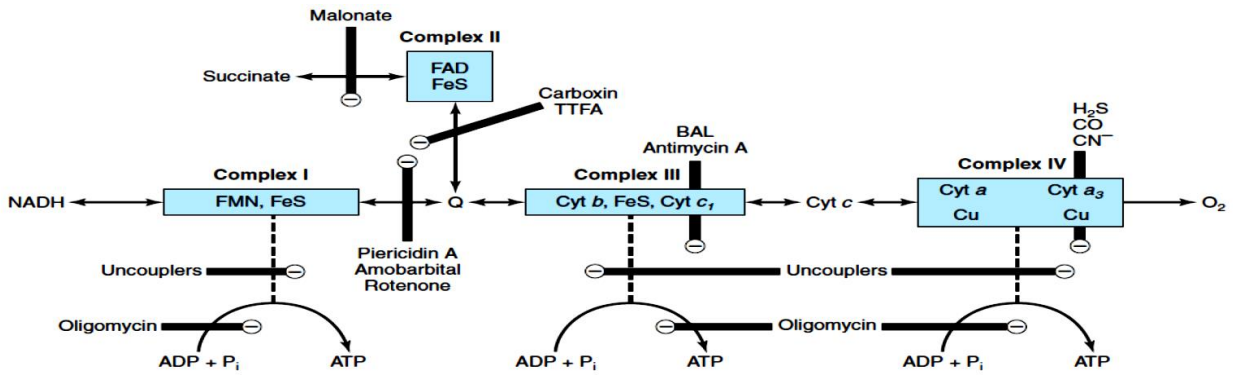 Malonate
Complex II
Succinate
FAD
FeS
Carboxin
TTFA
H₂S
CO
CN⁻
BAL
Antimycin A
Complex I
Complex III
Complex IV
NADH
FMN, FeS
Q
Cyt b, FeS, Cyt c₁
Cyt c
Cyt a
Cyt a₃
Cu
Cu
O₂
Piericidin A
Amobarbital
Rotenone
Uncouplers
Uncouplers
Oligomycin
Oligomycin
ADP + Pᵢ
ATP
ADP + Pᵢ
ATP
ADP + Pᵢ
ATP